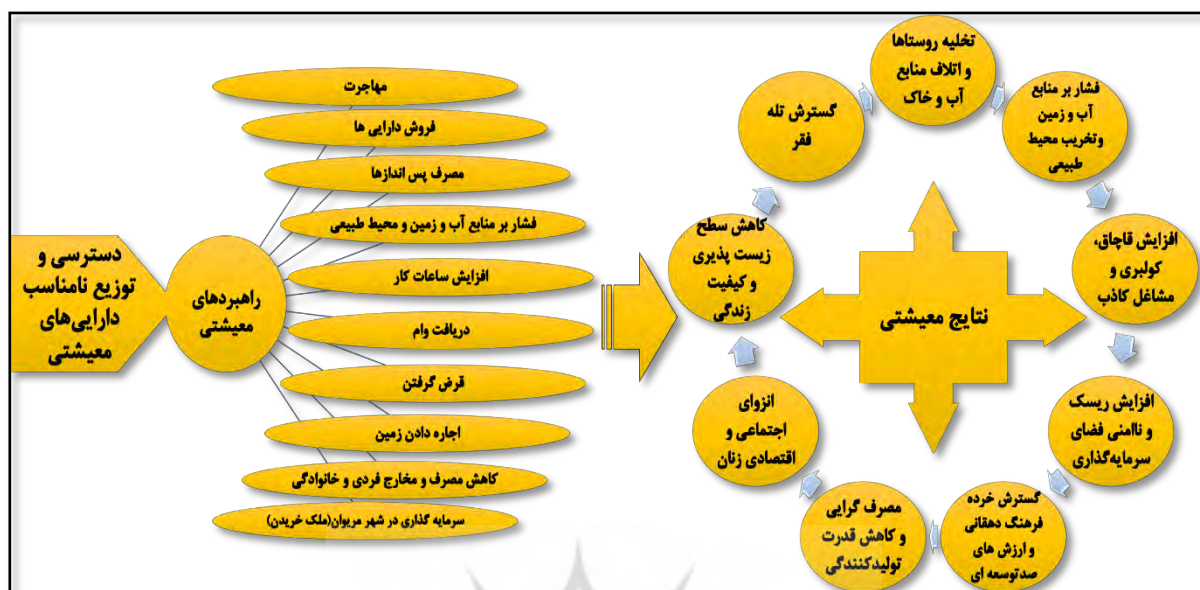 دسترسی و
توزیع نامناسب
دارایی‌های
معیشتی
راهبردهای
معیشتی
مهاجرت
فروش دارایی ها
مصرف پس اندازها
فشار بر منابع آب و زمین و محیط طبیعی
افزایش ساعات کار
دریافت وام
قرض گرفتن
اجاره دادن زمین
کاهش مصرف و مخارج فردی و خانوادگی
سرمایه گذاری در شهر مریوان(ملک خریدن)
نتایج معیشتی
تخلیه روستاها
و اتلاف منابع
آب و خاک
فشار بر منابع
آب و زمین
وتخریب محیط
طبیعی
افزایش قاچاق،
کولبری و
مشاغل کاذب
افزایش ریسک
و ناامنی فضای
سرمایه‌گذاری
گسترش خرده
فرهنگ دهقانی
و ارزش های
صدتوسعه ای
مصرف گرایی
و کاهش قدرت
تولیدکنندگی
انزوای
اجتماعی و
اقتصادی زنان
کاهش سطح
زیست پذیری
و کیفیت
زندگی
گسترش تله
فقر